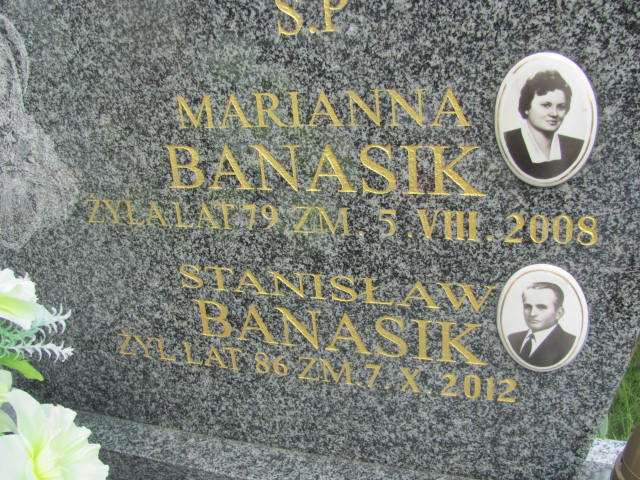 Ś.P
MARIANNA
BANASIK
ŻYŁA LAT 79 ZM. 5.VIII.2008
STANISŁAW
BANASIK
ŻYŁ. LAT 86 ZM.7.X.2012